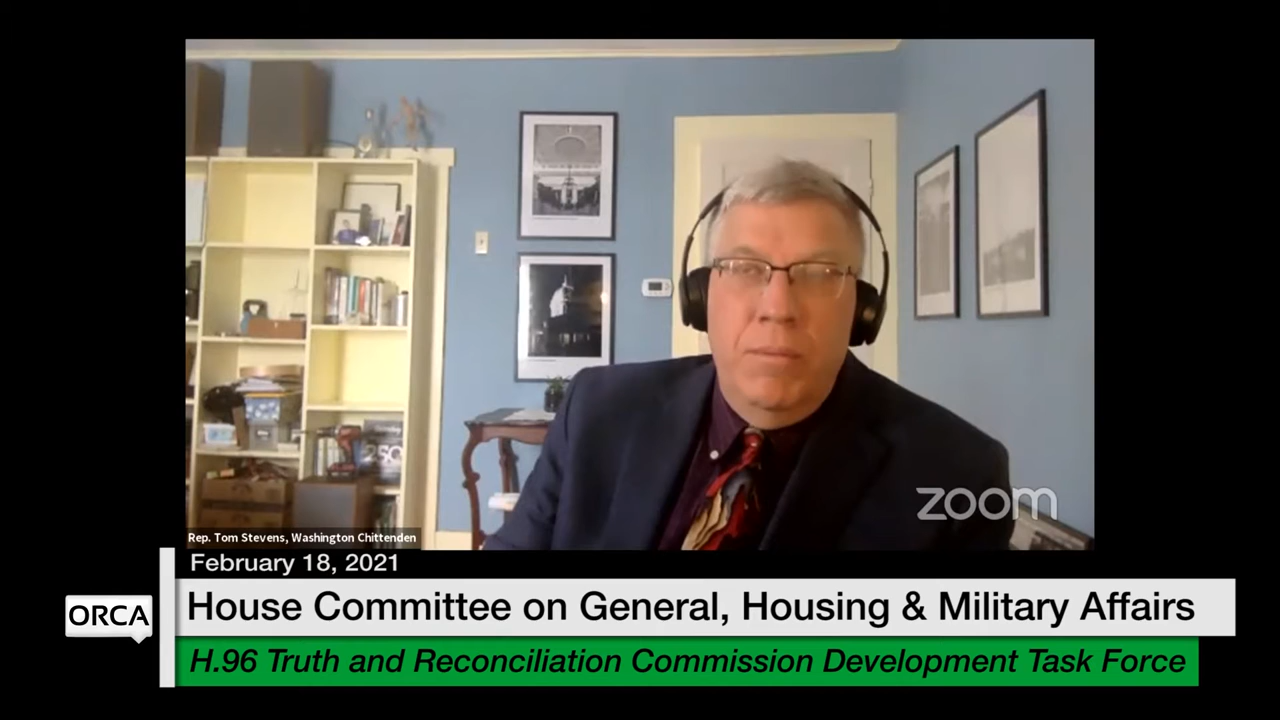 250
zoom
Rep. Tom Stevens, Washington Chittenden
February 18, 2021
ORCA
House Committee on General, Housing & Military Affairs
H.96 Truth and Reconciliation Commission Development Task Force